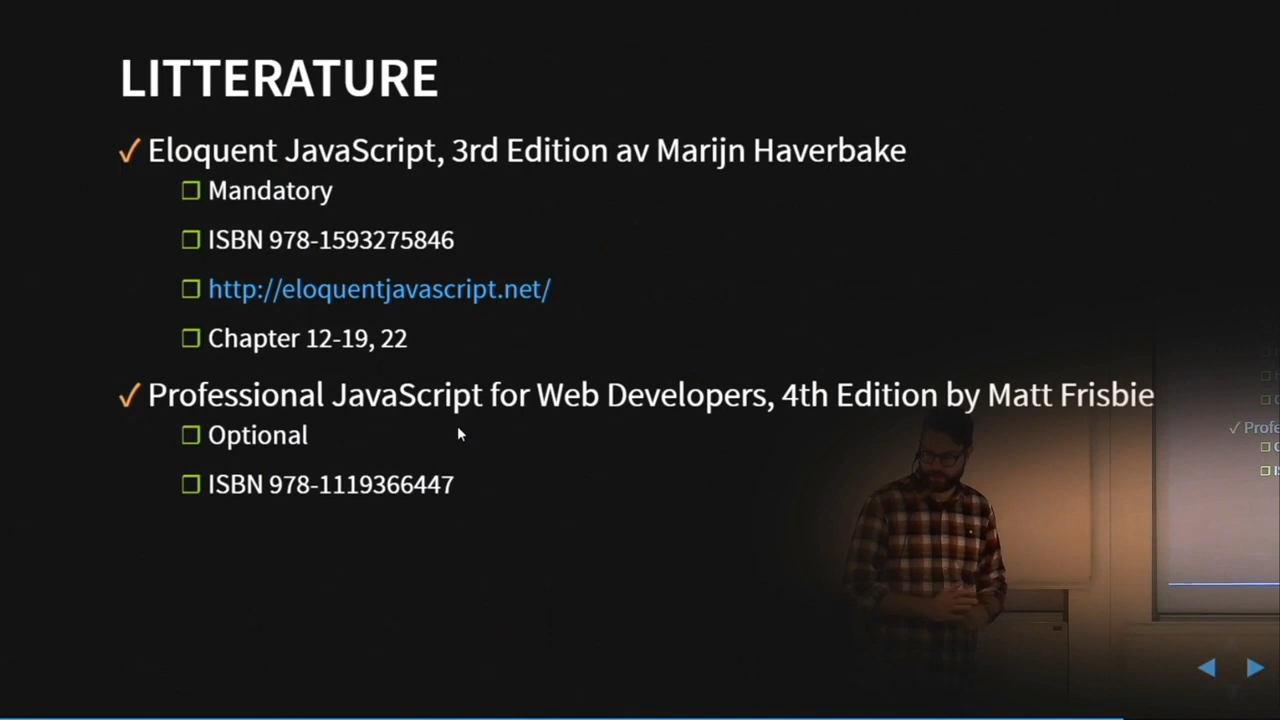 LITTERATURE
✓ Eloquent JavaScript, 3rd Edition av Marijn Haverbake
❐ Mandatory
❐ ISBN 978-1593275846
❐ http://eloquentjavascript.net/
❐ Chapter 12-19, 22
✓ Professional JavaScript for Web Developers, 4th Edition by Matt Frisbie
❐ Optional
❐ ISBN 978-1119366447
✓ Profe